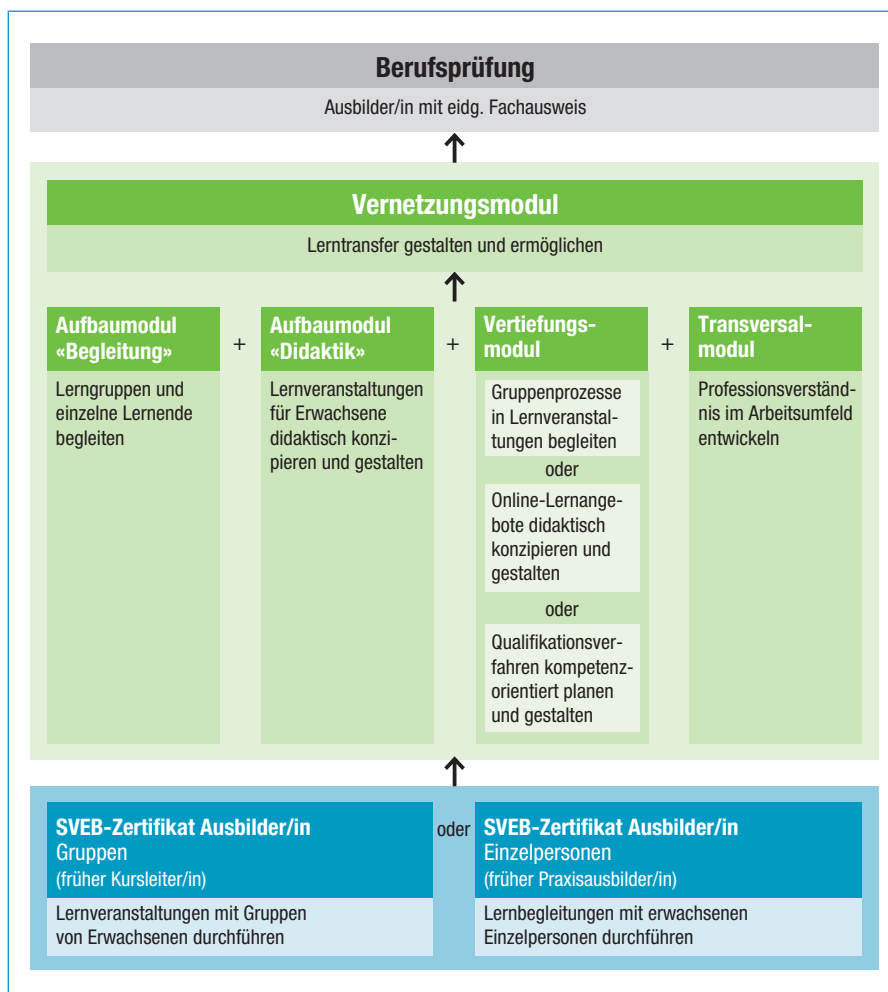 Berufsprüfung
Ausbilder/in mit eidg. Fachausweis
Vernetzungsmodul
Lerntransfer gestalten und ermöglichen
Aufbaumodul
«Begleitung»
Lerngruppen und
einzelne Lernende
begleiten
+
Aufbaumodul
«Didaktik»
Lernveranstaltungen
für Erwachsene
didaktisch konzi-
pieren und gestalten
+
Vertiefungs-
modul
Gruppenprozesse
in Lernveranstal-
tungen begleiten
oder
Online-Lernange-
bote didaktisch
konzipieren und
gestalten
oder
Qualifikationsver-
fahren kompetenz-
orientiert planen
und gestalten
+
Transversal-
modul
Professionsverständ-
nis im Arbeitsumfeld
entwickeln
SVEB-Zertifikat Ausbilder/in
Gruppen
(früher Kursleiter/in)
Lernveranstaltungen mit Gruppen
von Erwachsenen durchführen
oder
SVEB-Zertifikat Ausbilder/in
Einzelpersonen
(früher Praxisausbilder/in)
Lernbegleitungen mit erwachsenen
Einzelpersonen durchführen